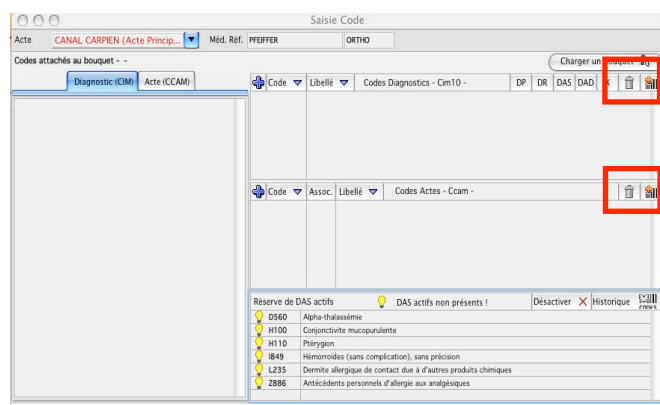 Saisie Code
Acte CANAL CARPIEN (Acte Princip... Méd. Réf. PFEIFFER ORTHO
Codes attachés au bouquet - -
Charger un
Diagnostic (CIM) Acte (CCAM)
Code Libellé Codes Diagnostics - Cim10 - DP DR DAS DAD
Code Assoc. Libellé Codes Actes - Ccam -
Réserve de DAS actifs DAS actifs non présents ! Désactiver Historique
D560 Alpha-thalassémie
H100 Conjonctivite mucopurulente
H110 Ptérygion
I849 Hémorroïdes (sans complication), sans précision
L235 Dermite allergique de contact due à d'autres produits chimiques
Z886 Antécédents personnels d'allergie aux analgésiques